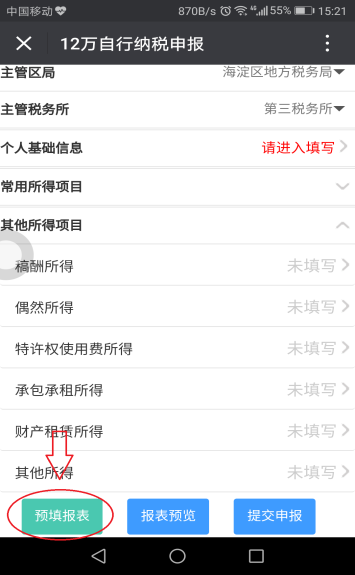 中国移动 870B/s 4G 55% 15:21
12万自行纳税申报
主管区局 海淀区地方税务局
主管税务所 第三税务所
个人基础信息 请进入填写
常用所得项目
其他所得项目
稿酬所得 未填写
偶然所得 未填写
特许权使用费所得 未填写
承包承租所得 未填写
财产租赁所得 未填写
其他所得 未填写
预填报表 报表预览 提交申报